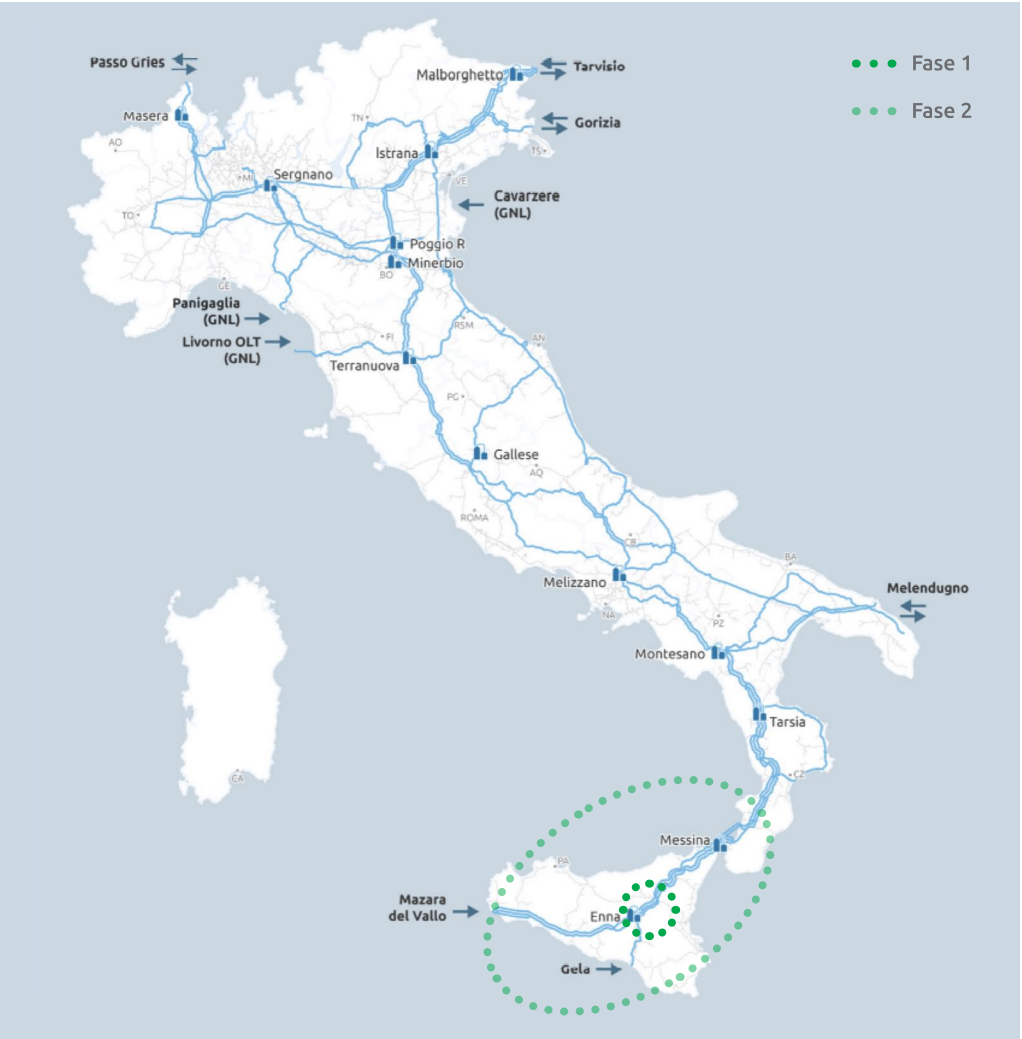 Passo Gries
Malborghetto
Tarvisio
Fase 1
Masera
TN
Gorizia
Fase 2
AO
Istrana
TS
MI
Sergnano
VE
Cavarzere
(GNL)
TO
Poggio R
Minerbio
BO
GE
Panigaglia
(GNL)
Livorno OLT
(GNL)
FI
RSM
AN
Terranuova
PG
Gallese
AQ
ROMA
CB
BA
Melizzano
Melendugno
NA
PZ
Montesano
Tarsia
CZ
CA
Messina
PA
Mazara
del Vallo
Enna
Gela